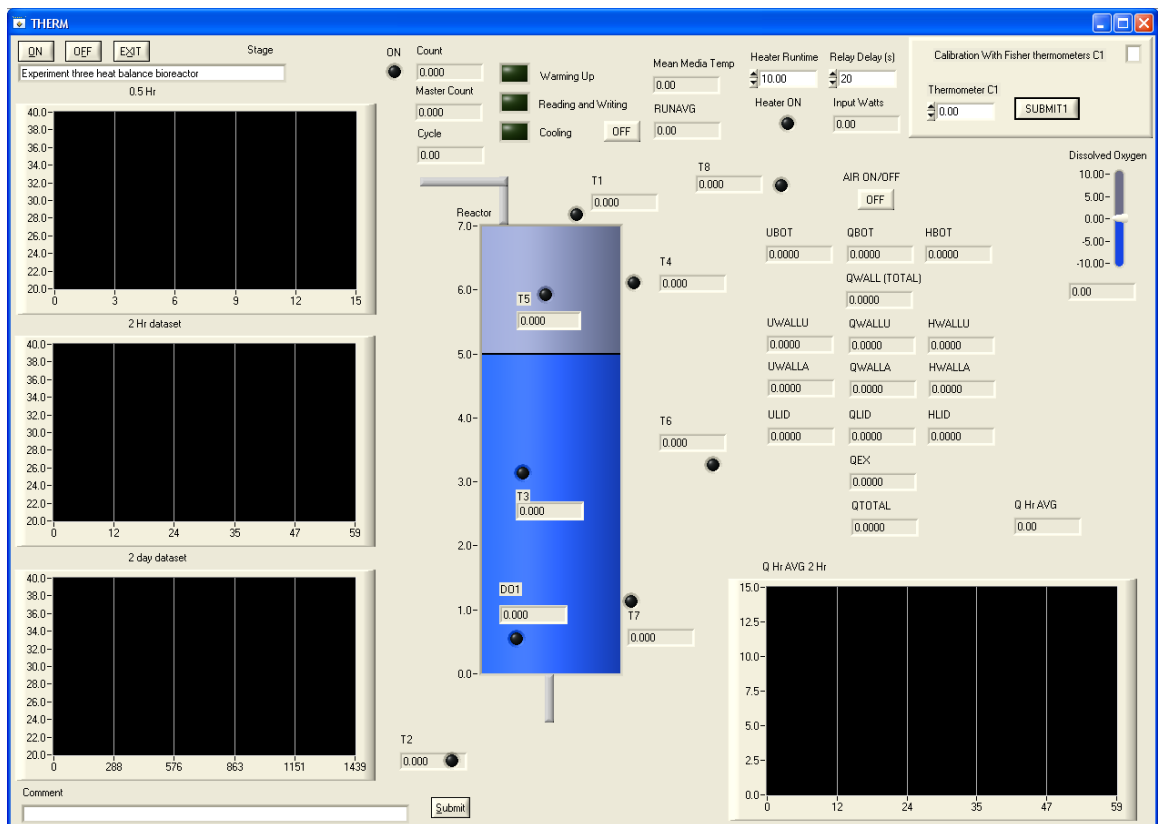 THERM
ON OFF EXIT Stage
Experiment three heat balance bioreactor
ON
Count
0.000
Master Count
0.000
Cycle
0.00
Warming Up
Reading and Writing
Cooling OFF
Mean Media Temp
0.00
RUNAVG
0.00
Heater Runtime
10.00
Heater ON
Relay Delay (s)
20
Input Watts
0.00
Calibration With Fisher thermometers C1
Thermometer C1
0.00
SUBMIT1
0.5 Hr
40.0
38.0
36.0
34.0
32.0
30.0
28.0
26.0
24.0
22.0
20.0
0 3 6 9 12 15
2 Hr dataset
40.0
38.0
36.0
34.0
32.0
30.0
28.0
26.0
24.0
22.0
20.0
0 12 24 35 47 59
2 day dataset
40.0
38.0
36.0
34.0
32.0
30.0
28.0
26.0
24.0
22.0
20.0
0 288 576 863 1151 1439
Comment
Submit
Reactor
7.0
6.0
5.0
4.0
3.0
2.0
1.0
0.0
T1
0.000
T8
0.000
T4
0.000
T5
0.000
T6
0.000
T3
0.000
DO1
0.000
T7
0.000
T2
0.000
AIR ON/OFF
OFF
Dissolved Oxygen
10.00
5.00
0.00
-5.00
-10.00
0.00
UBOT QBOT HBOT
0.0000 0.0000 0.0000
QWALL (TOTAL)
0.0000
UWALLU QWALLU HWALLU
0.0000 0.0000 0.0000
UWALLA QWALLA HWALLA
0.0000 0.0000 0.0000
ULID QLID HLID
0.0000 0.0000 0.0000
QEX
0.0000
QTOTAL Q Hr AVG
0.0000 0.00
Q Hr AVG 2 Hr
15.0
12.5
10.0
7.5
5.0
2.5
0.0
0 12 24 35 47 59